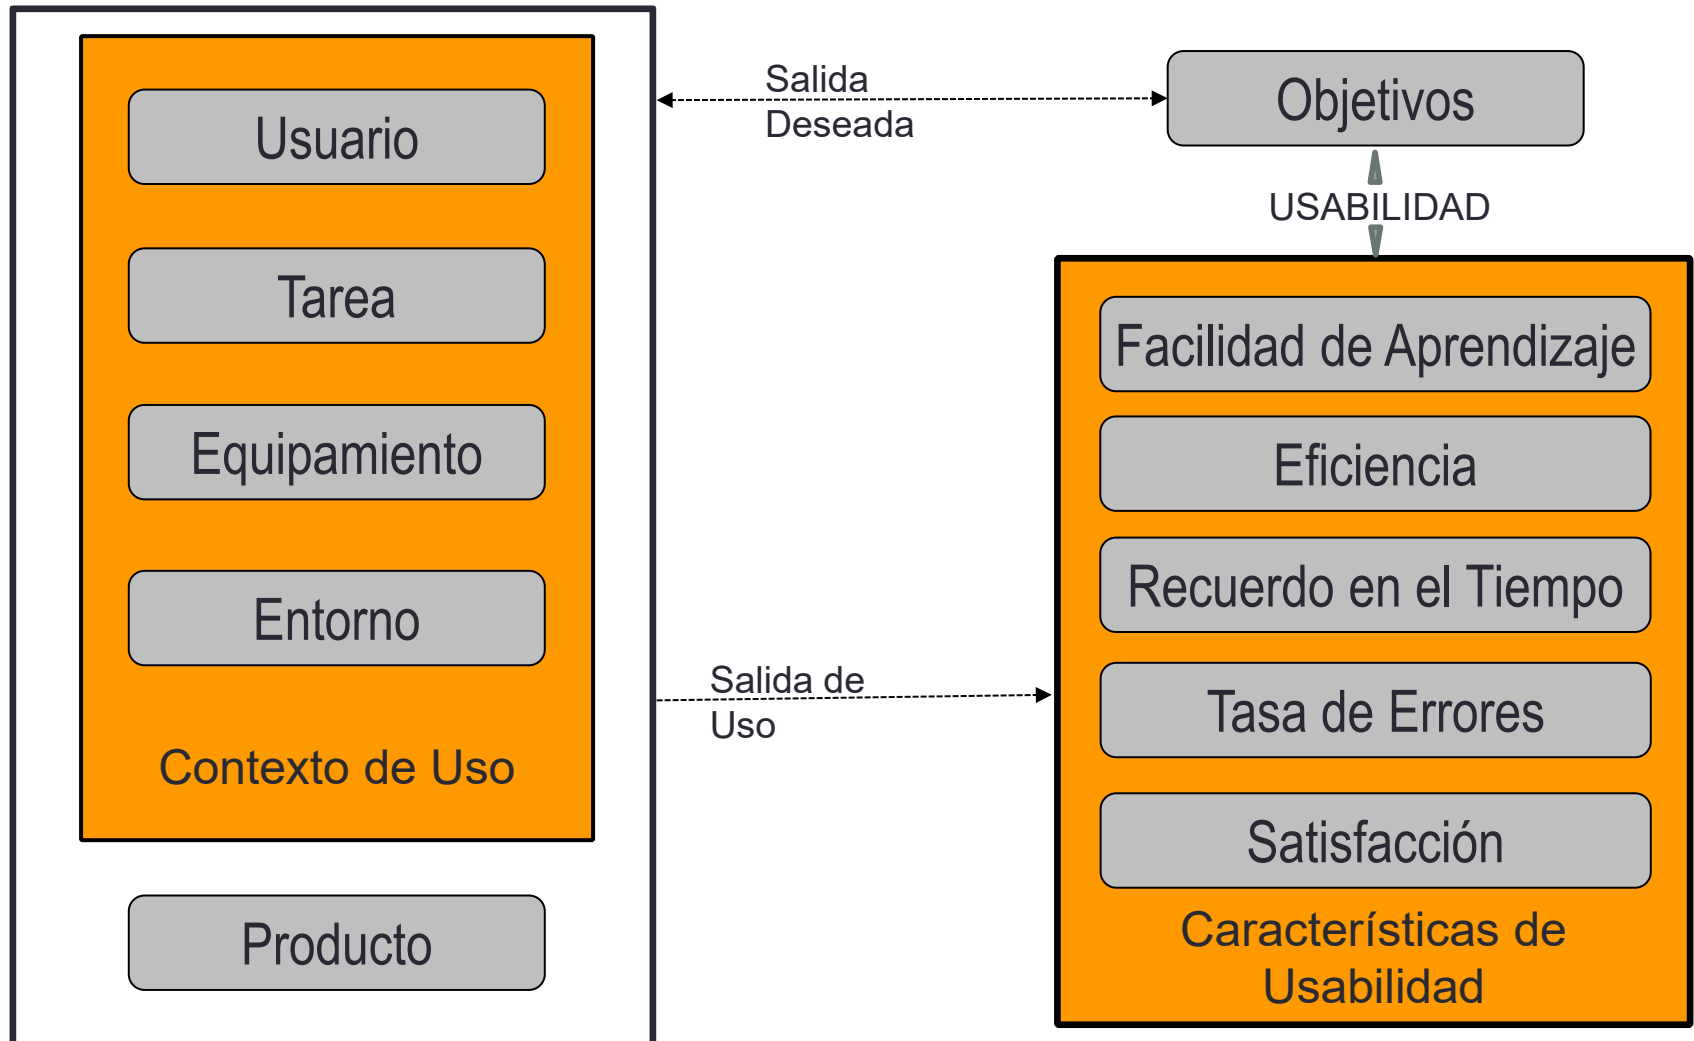 Usuario
Tarea
Equipamiento
Entorno
Contexto de Uso
Producto
Salida
Deseada
Salida de
Uso
Objetivos
USABILIDAD
Facilidad de Aprendizaje
Eficiencia
Recuerdo en el Tiempo
Tasa de Errores
Satisfacción
Características de
Usabilidad